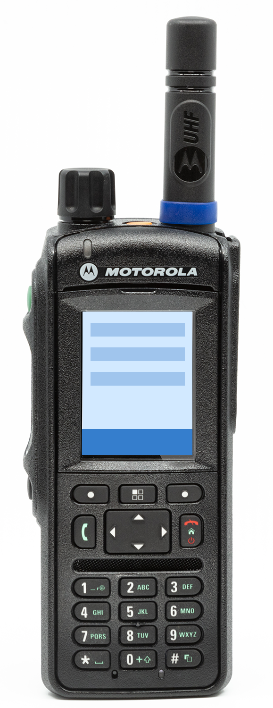 UHF
MOTOROLA
1
2 ABC
3 DEF
4 GHI
5 JKL
6 MNO
7 PQRS
8 TUV
9 WXYZ
* 0+ #